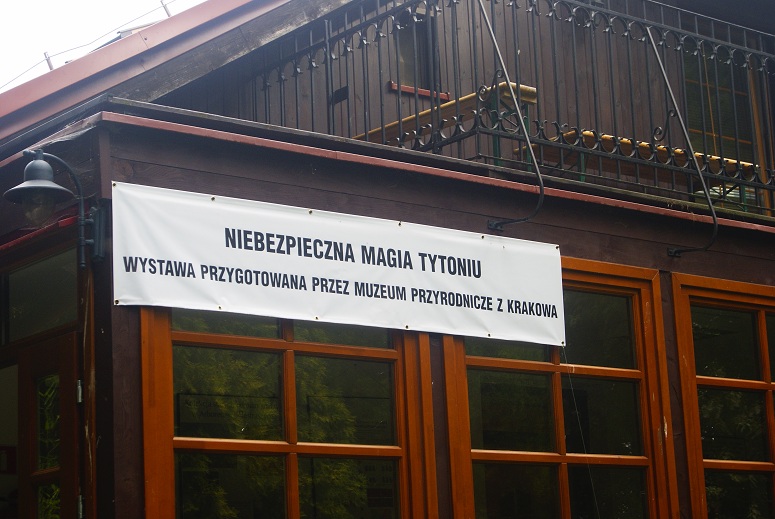 NIEBEZPIECZNA MAGIA TYTONIU
WYSTAWA PRZYGOTOWANA PRZEZ MUZEUM PRZYRODNICZE Z KRAKOWA